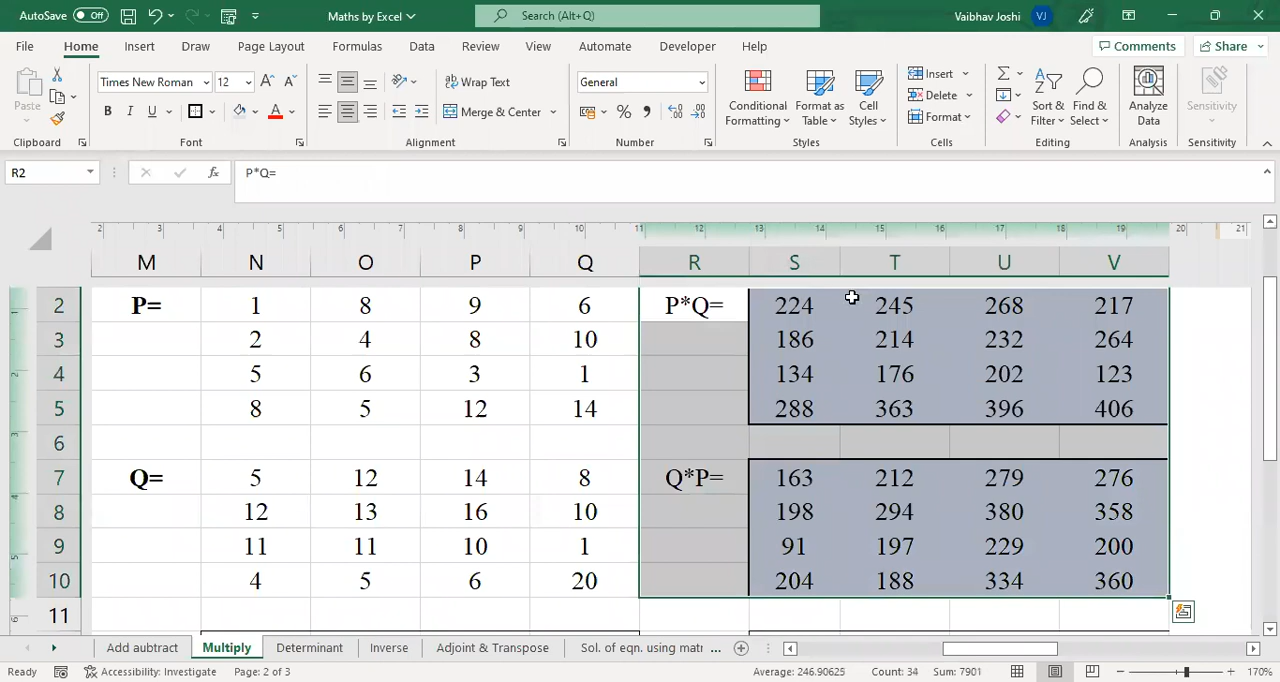 AutoSave Off Maths by Excel Search (Alt+Q) Vaibhav Joshi VJ
File Home Insert Draw Page Layout Formulas Data Review View Automate Developer Help Comments Share
Times New Roman 12 Wrap Text General Insert
Paste Conditional Format as Cell Delete Sort & Find & Analyze Sensitivity
B I U A Merge & Center % Formatting Table Styles Format Filter Select Data
Clipboard Font Alignment Number Styles Cells Editing Analysis Sensitivity
R2 fx P*Q=
2 3 4 5 6 7 8 9 10 11 12 13 14 15 16 17 18 19 20 21
M N O P Q R S T U V
2 P= 1 8 9 6 P*Q= 224 245 268 217
3 2 4 8 10 186 214 232 264
4 5 6 3 1 134 176 202 123
5 8 5 12 14 288 363 396 406
6
7 Q= 5 12 14 8 Q*P= 163 212 279 276
8 12 13 16 10 198 294 380 358
9 11 11 10 1 91 197 229 200
10 4 5 6 20 204 188 334 360
11
Add subtract Multiply Determinant Inverse Adjoint & Transpose Sol. of eqn. using matr ...
Ready Accessibility: Investigate Page: 2 of 3 Average: 246.90625 Count: 34 Sum: 7901 170%